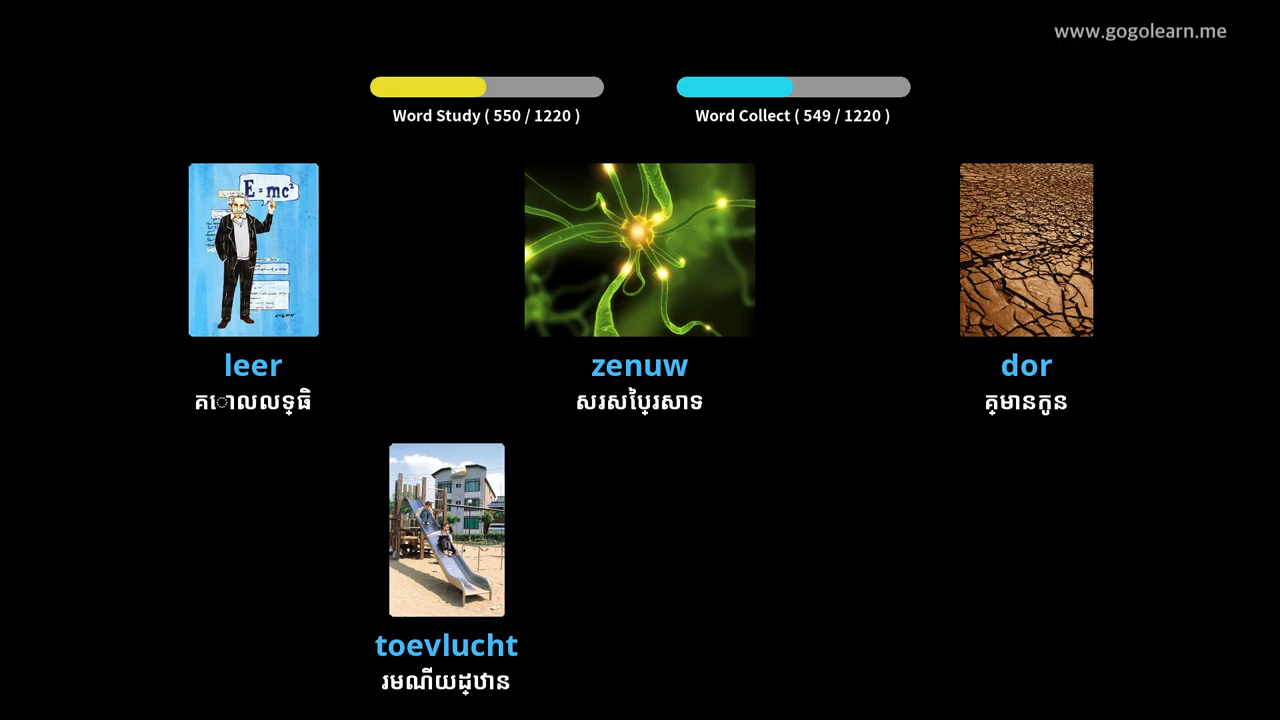 www.gogolearn.me
Word Study ( 550 / 1220 )
Word Collect ( 549 / 1220 )
E=mc²
leer
គោលលទ្ធិ
zenuw
សរសៃប្រសាទ
dor
គ្មានកូន
toevlucht
រមណីយដ្ឋាន